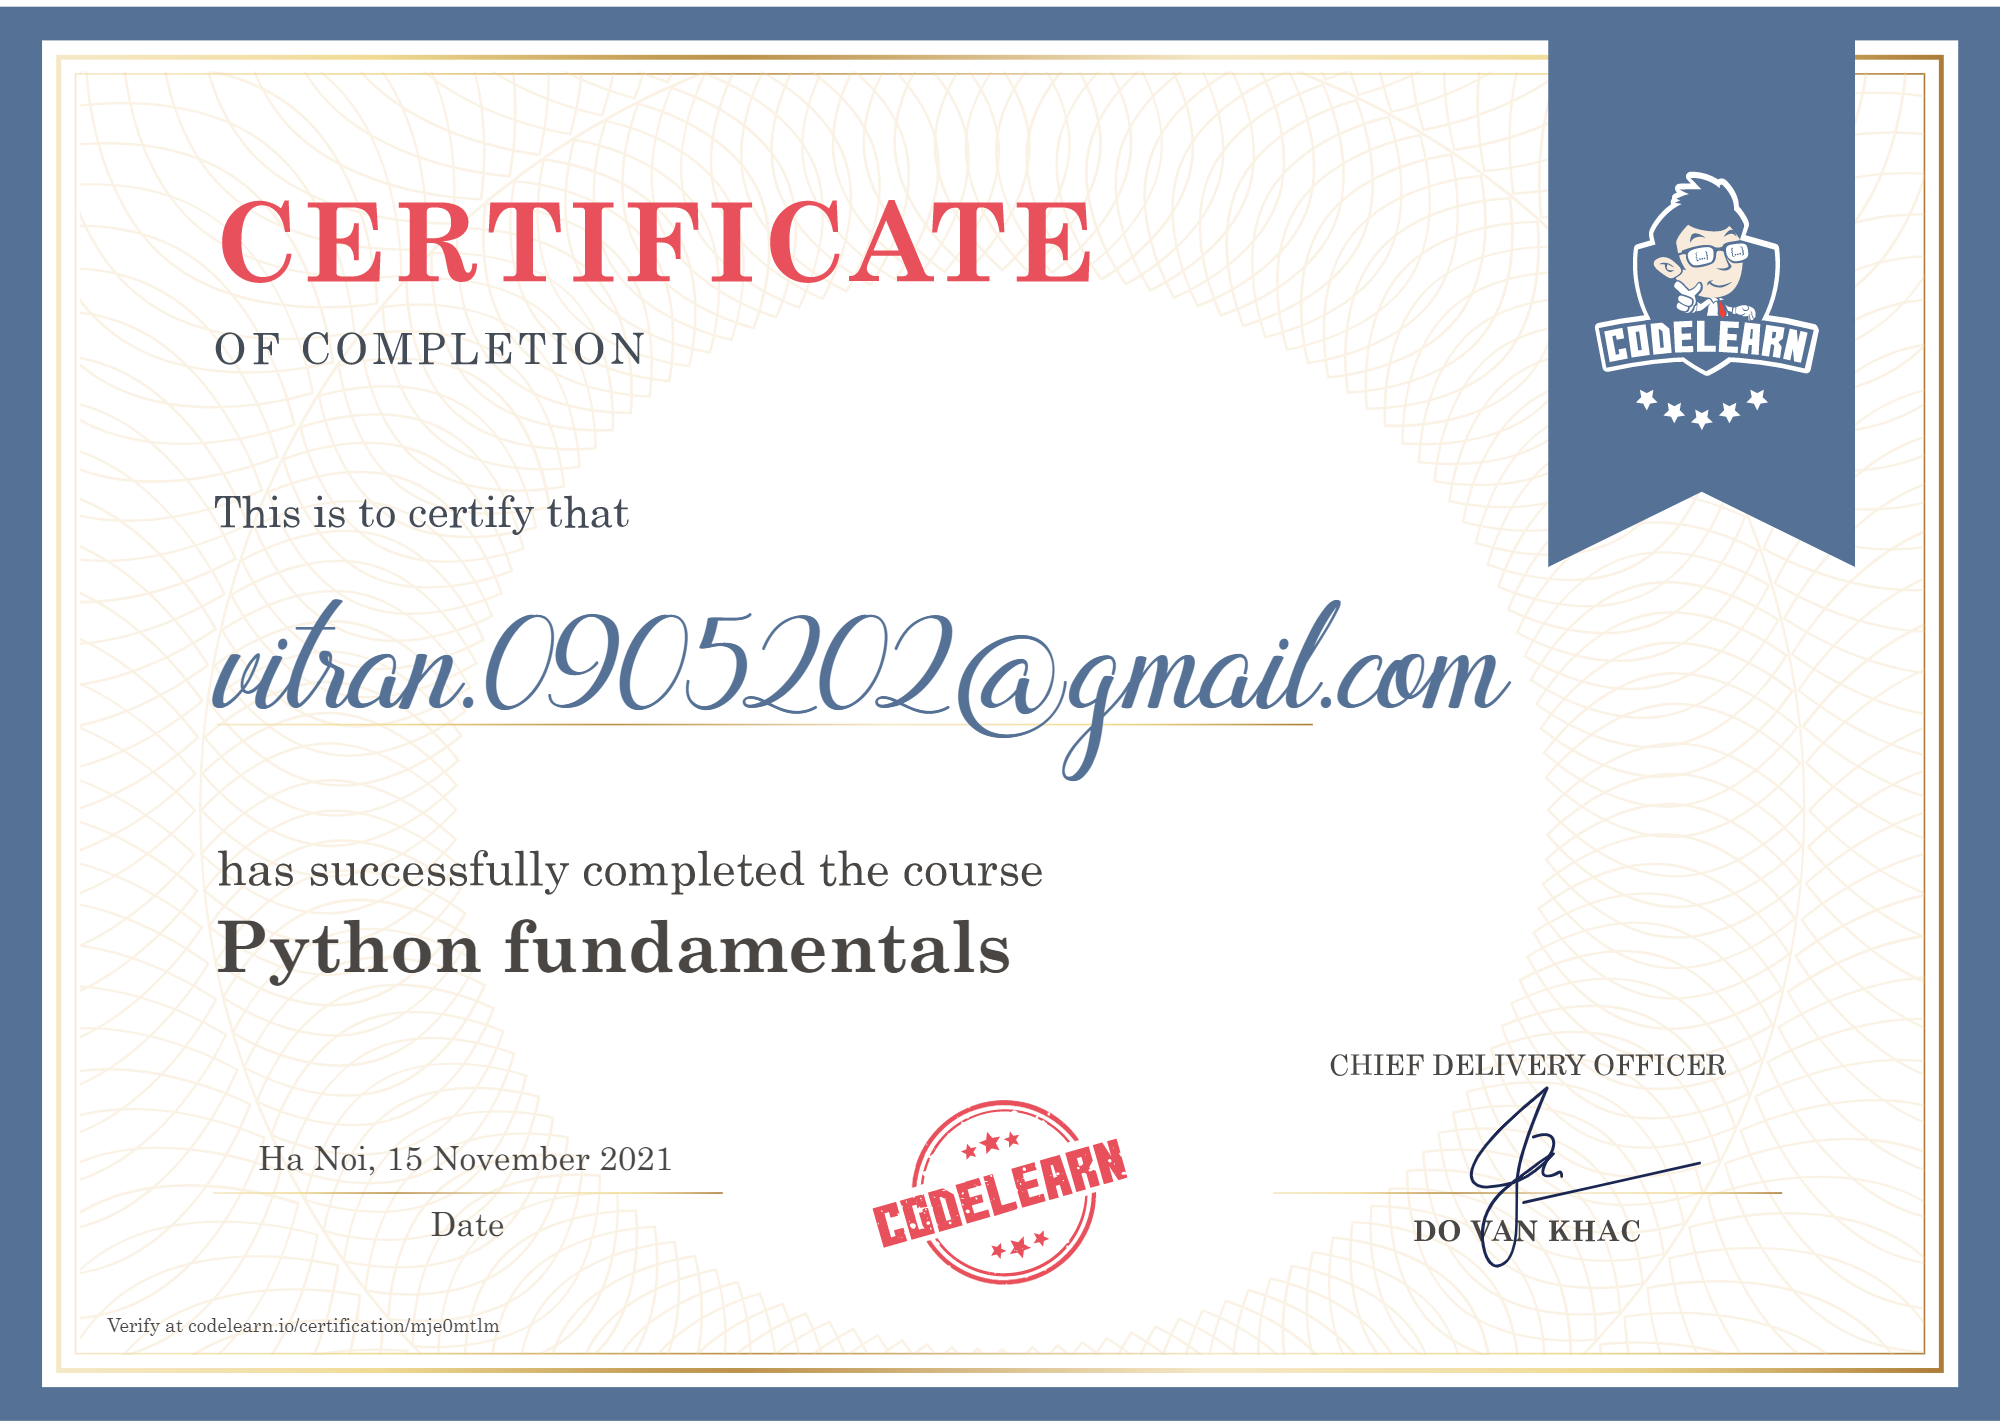 CERTIFICATE
OF COMPLETION
CODELEARN
This is to certify that
vitran.0905202@gmail.com
has successfully completed the course
Python fundamentals
CHIEF DELIVERY OFFICER
Ha Noi, 15 November 2021
CODELEARN
Date
DO VAN KHAC
Verify at codelearn.io/certification/mje0mtlm